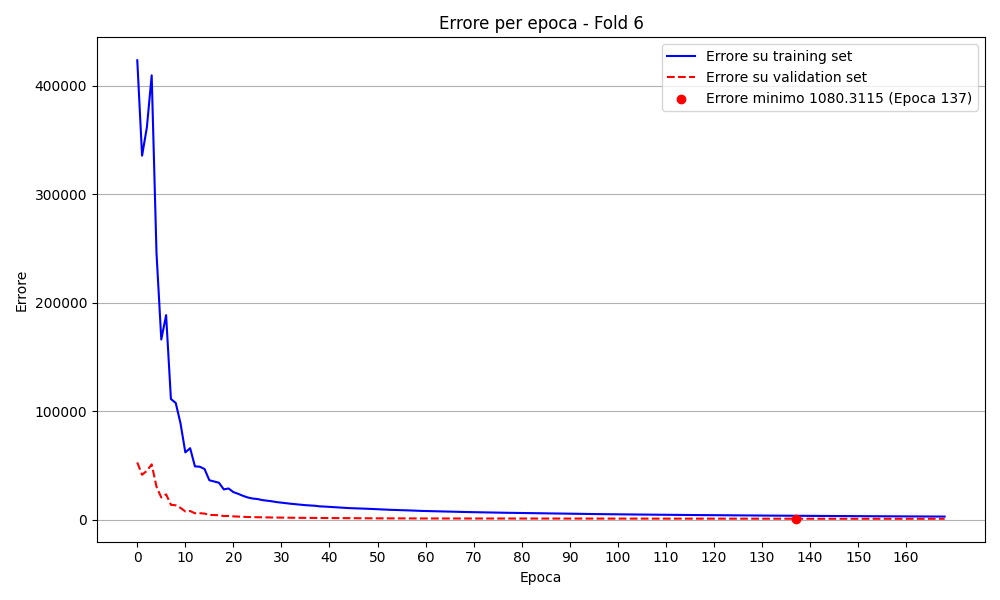 Errore per epoca - Fold 6
Errore su training set
Errore su validation set
Errore minimo 1080.3115 (Epoca 137)
Errore
400000
300000
200000
100000
0
0 10 20 30 40 50 60 70 80 90 100 110 120 130 140 150 160
Epoca